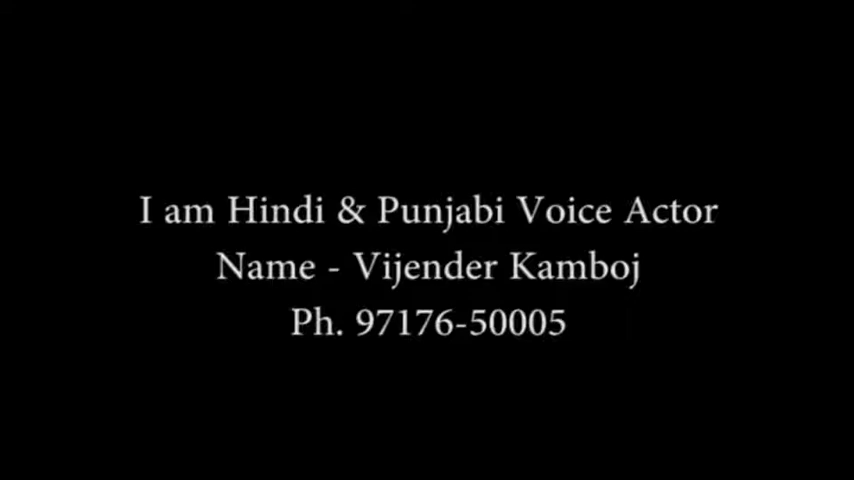 I am Hindi & Punjabi Voice Actor
Name - Vijender Kamboj
Ph. 97176-50005